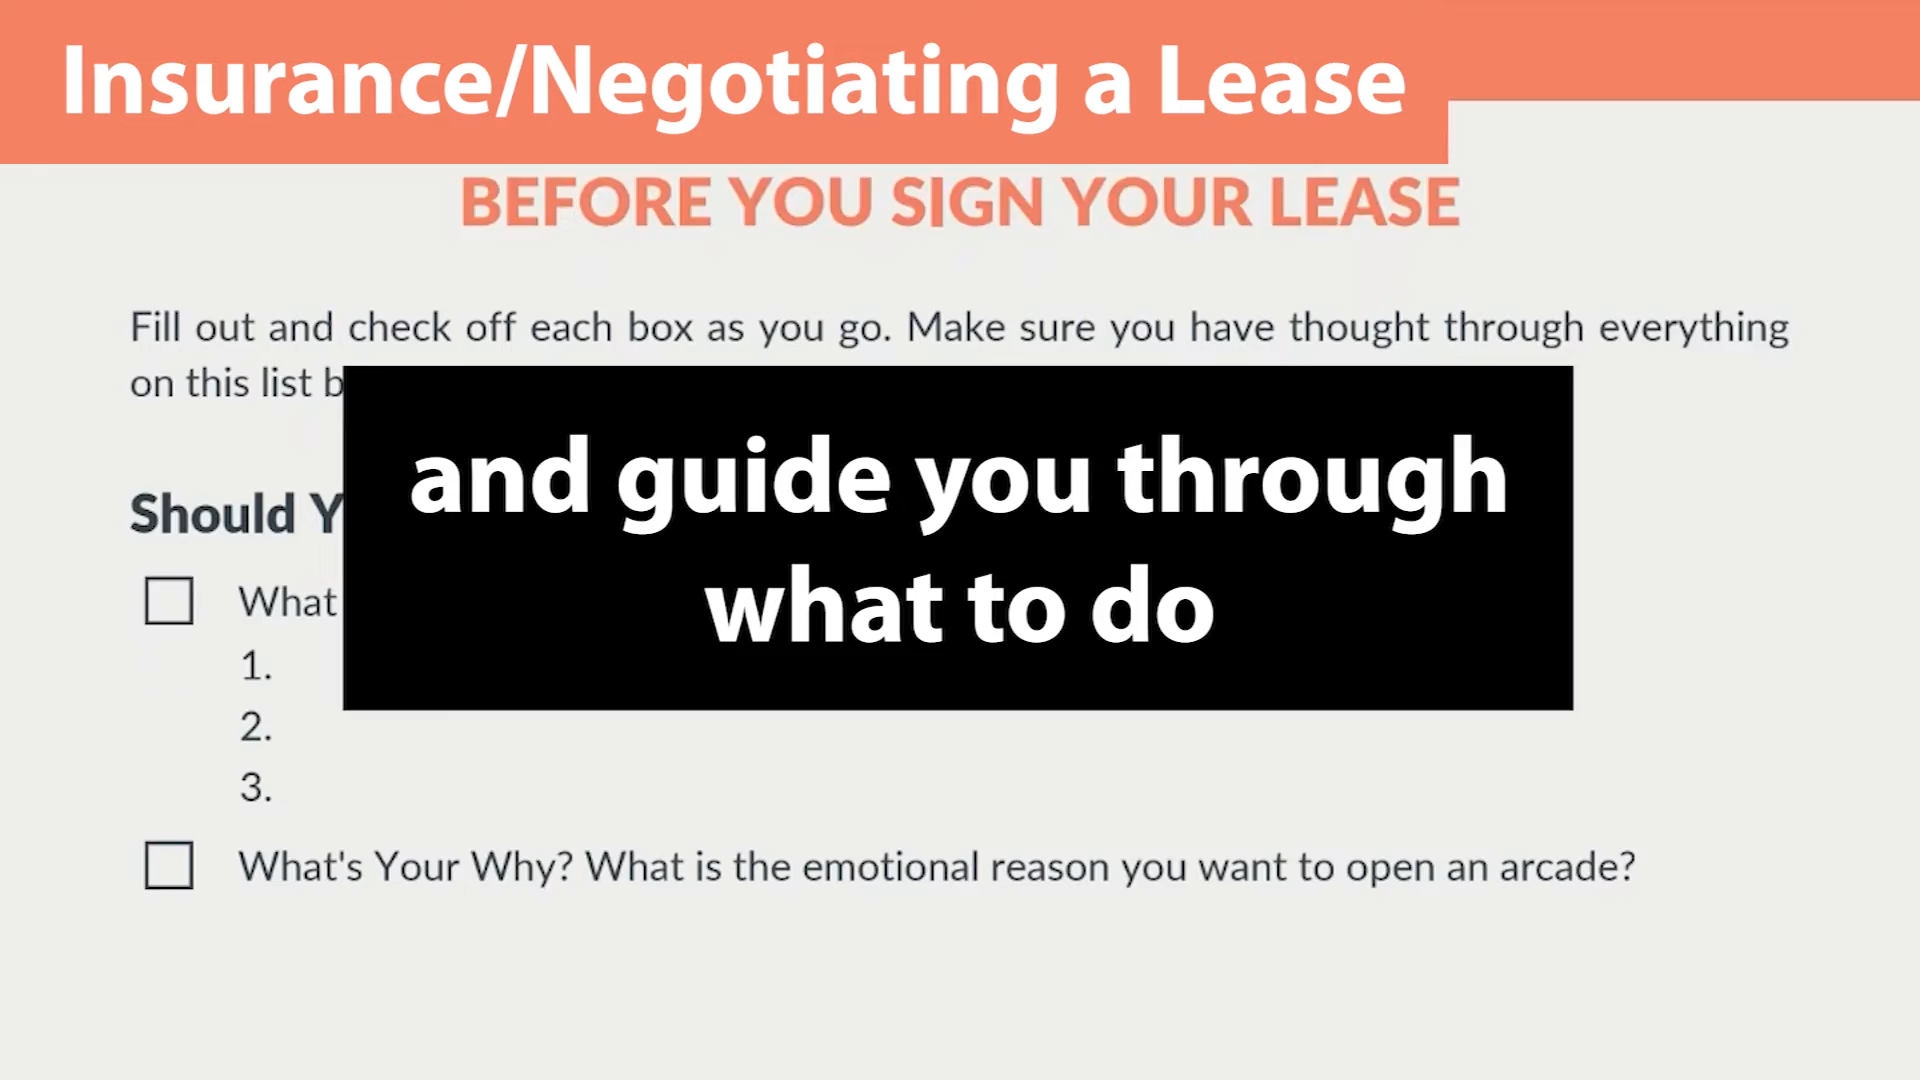 Insurance/Negotiating a Lease
BEFORE YOU SIGN YOUR LEASE
Fill out and check off each box as you go. Make sure you have thought through everything
on this list
and guide you through
what to do
Should
What
1.
2.
3.
What's Your Why? What is the emotional reason you want to open an arcade?